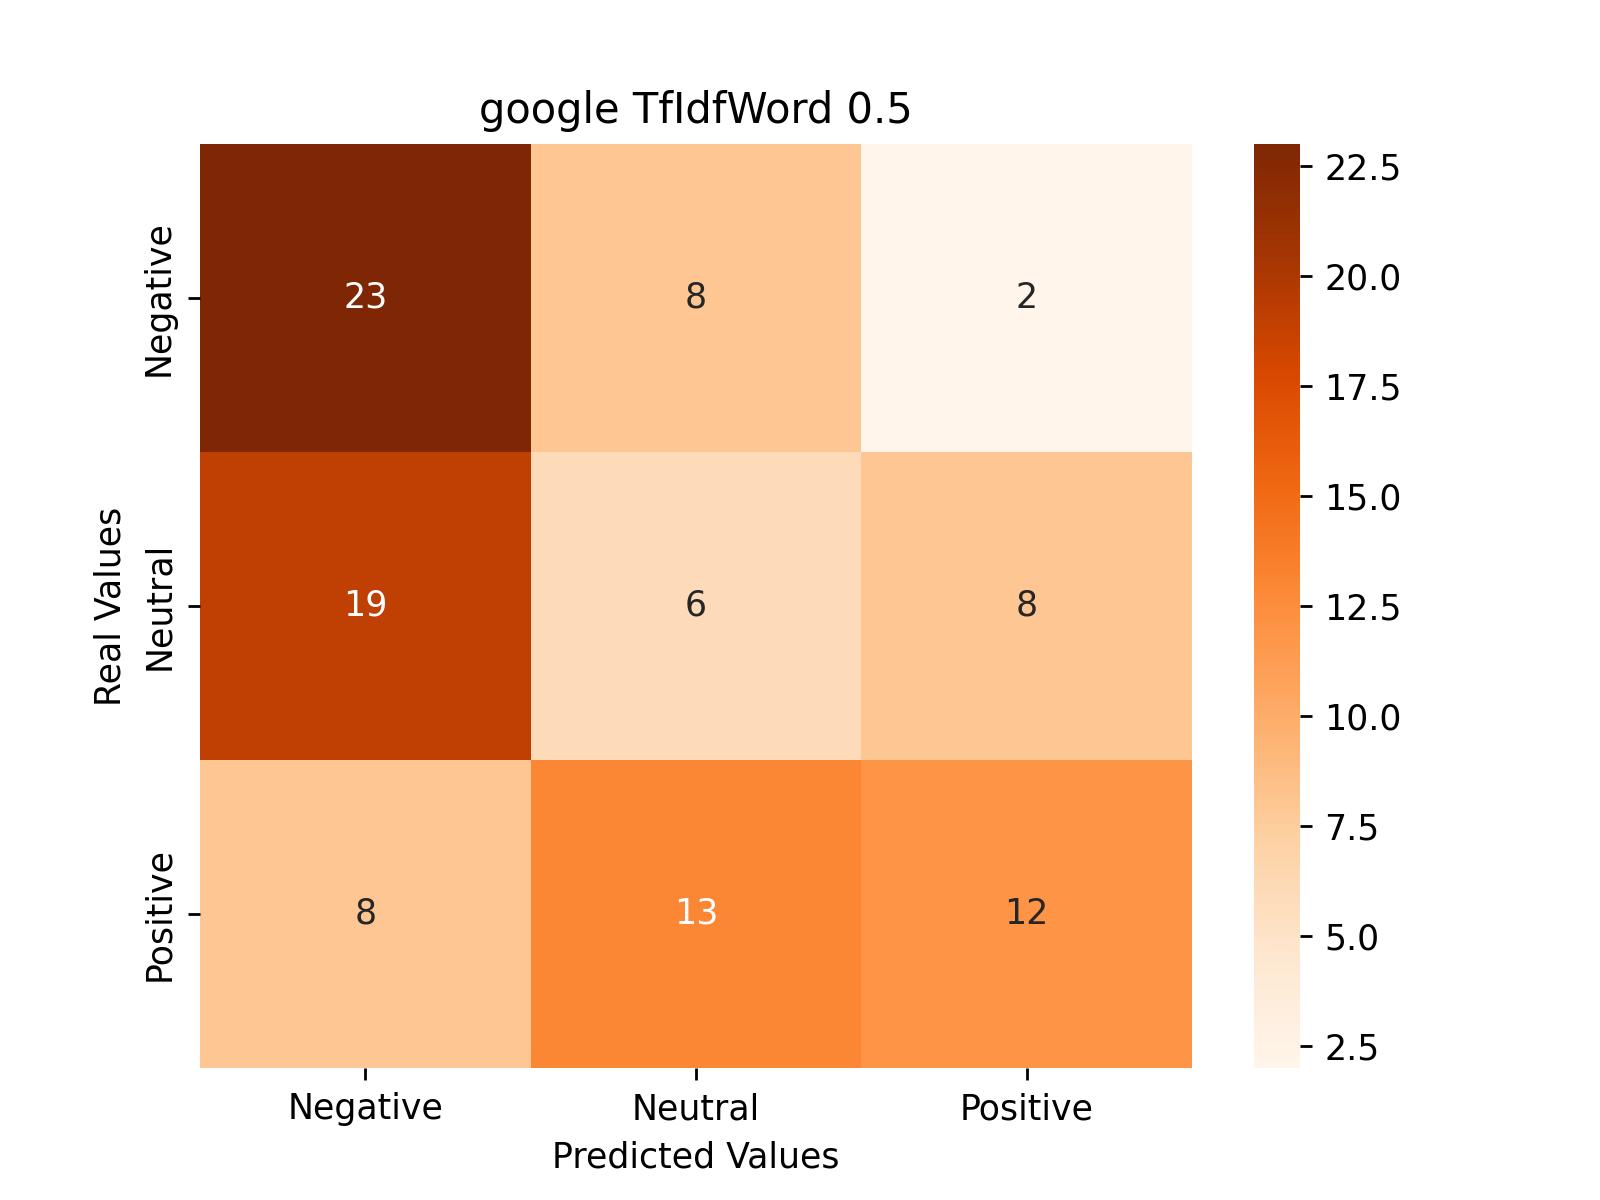 google TfIdfWord 0.5
Real Values
Negative
23 8 2
Neutral
19 6 8
Positive
8 13 12
Negative Neutral Positive
Predicted Values
22.5
20.0
17.5
15.0
12.5
10.0
7.5
5.0
2.5